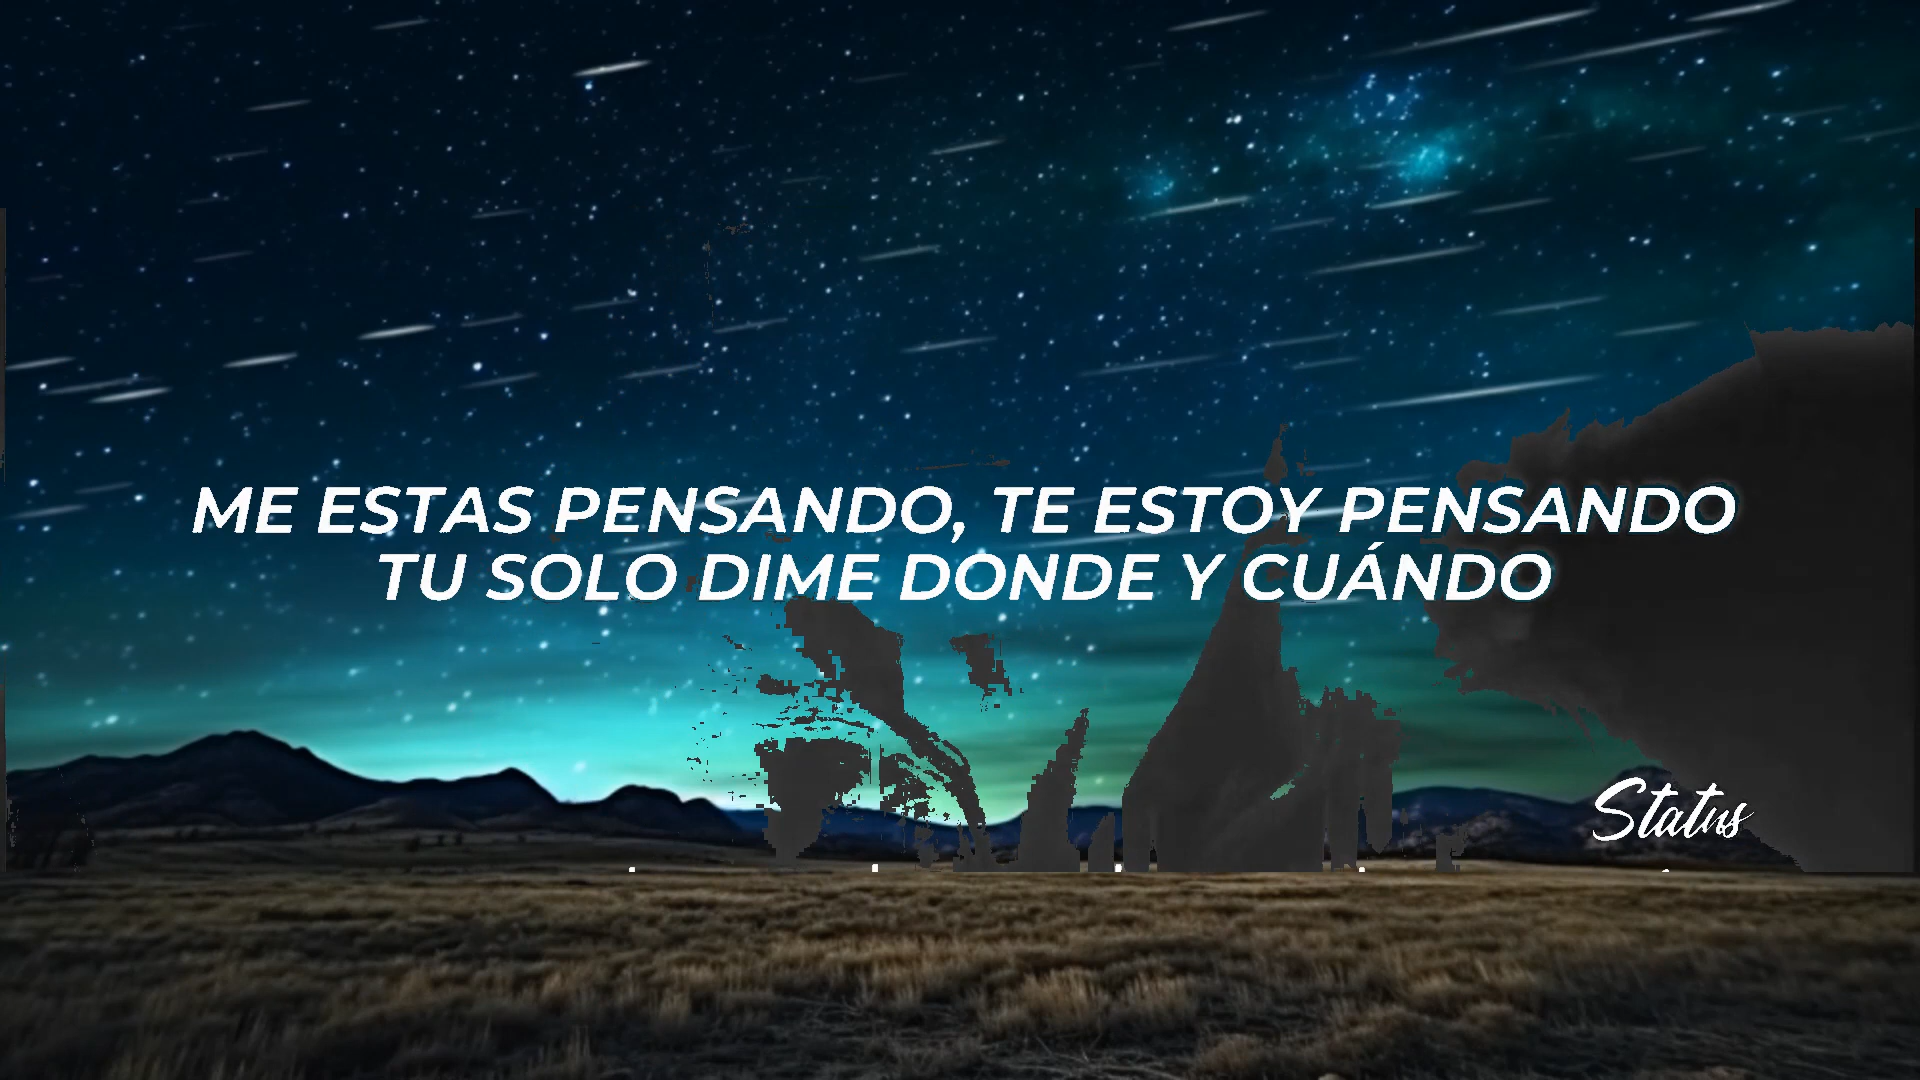 ME ESTAS PENSANDO, TE ESTOY PENSANDO
TU SOLO DIME DONDE Y CUÁNDO
Status